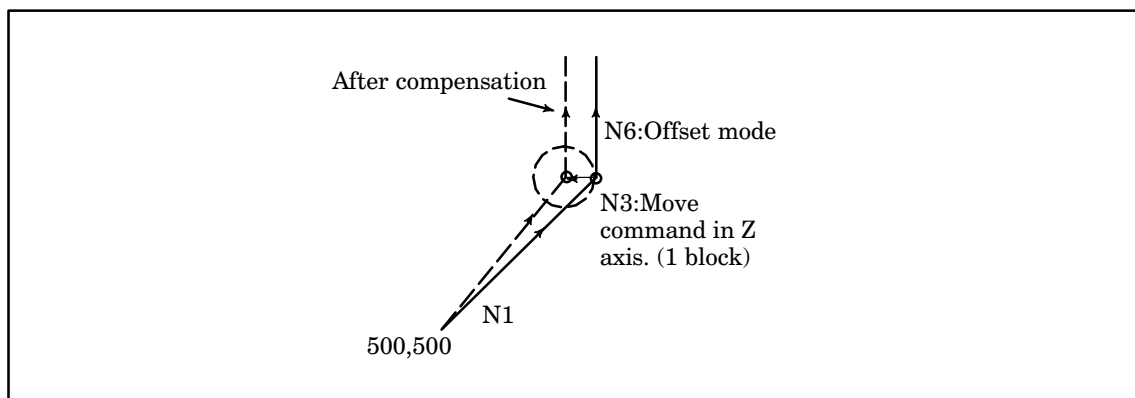 After compensation
N6:Offset mode
N3:Move
command in Z
axis. (1 block)
N1
500,500